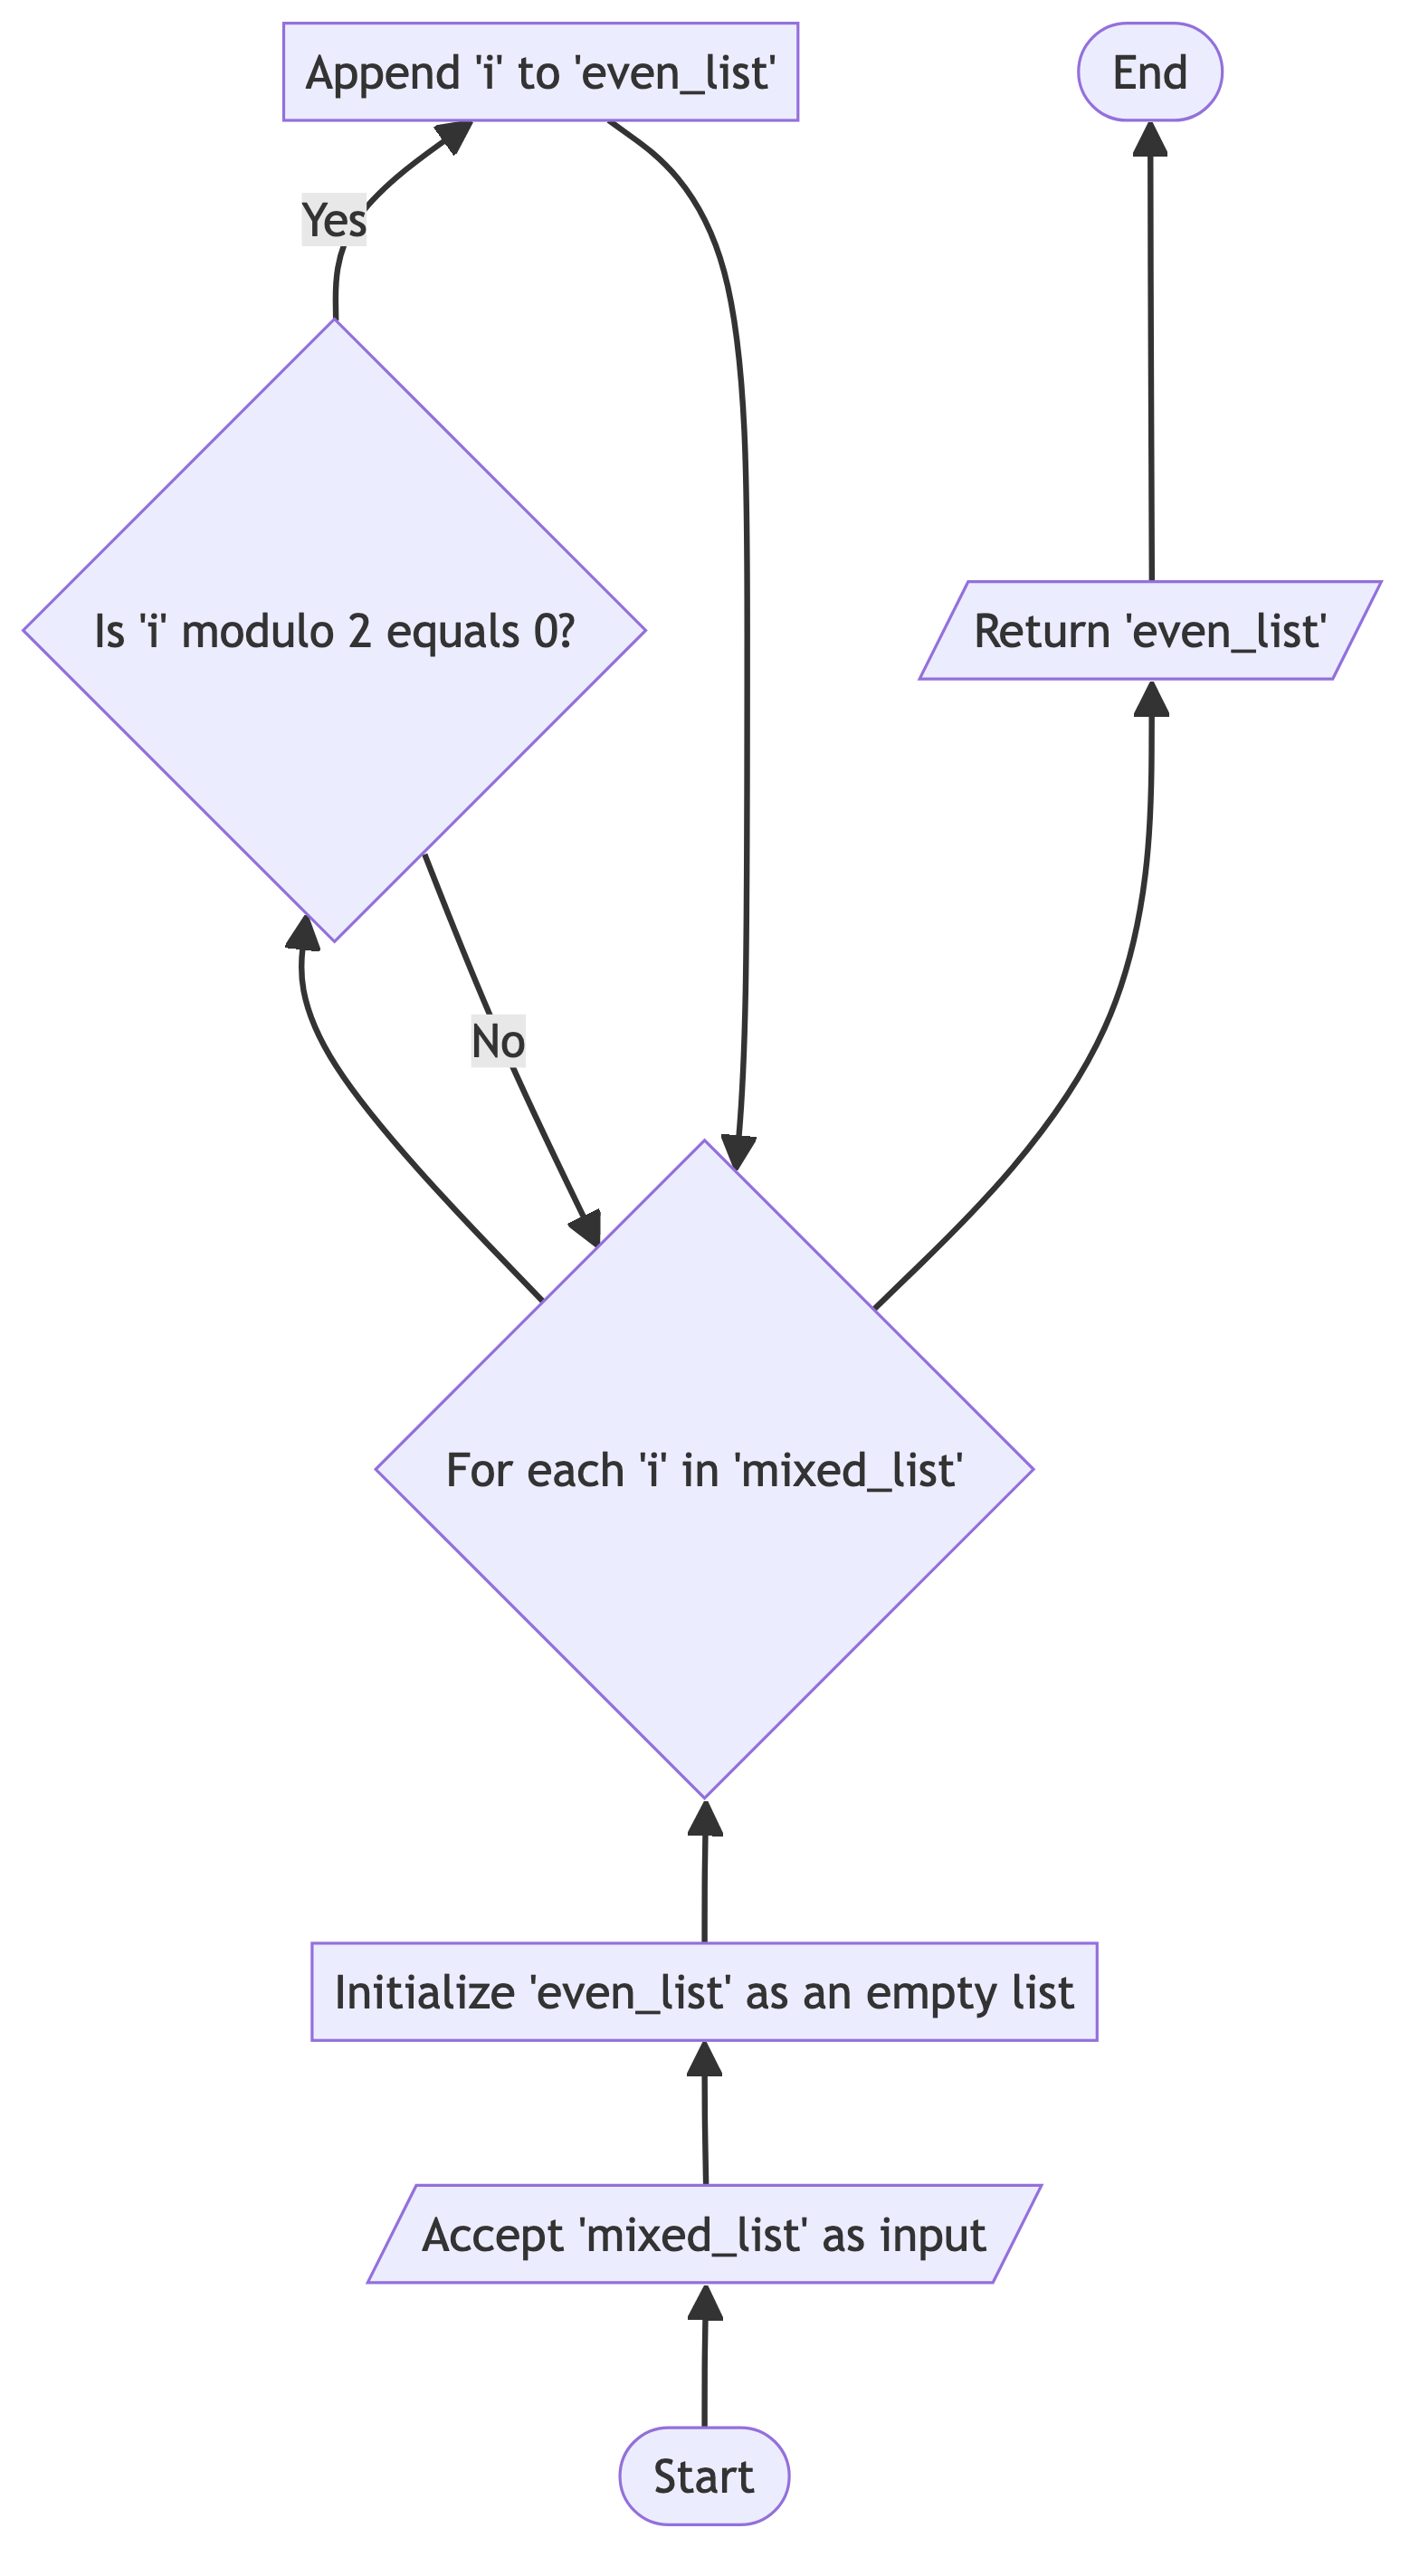 Append 'i' to 'even_list'
End
Yes
Is 'i' modulo 2 equals 0?
Return 'even_list'
No
For each 'i' in 'mixed_list'
Initialize 'even_list' as an empty list
Accept 'mixed_list' as input
Start